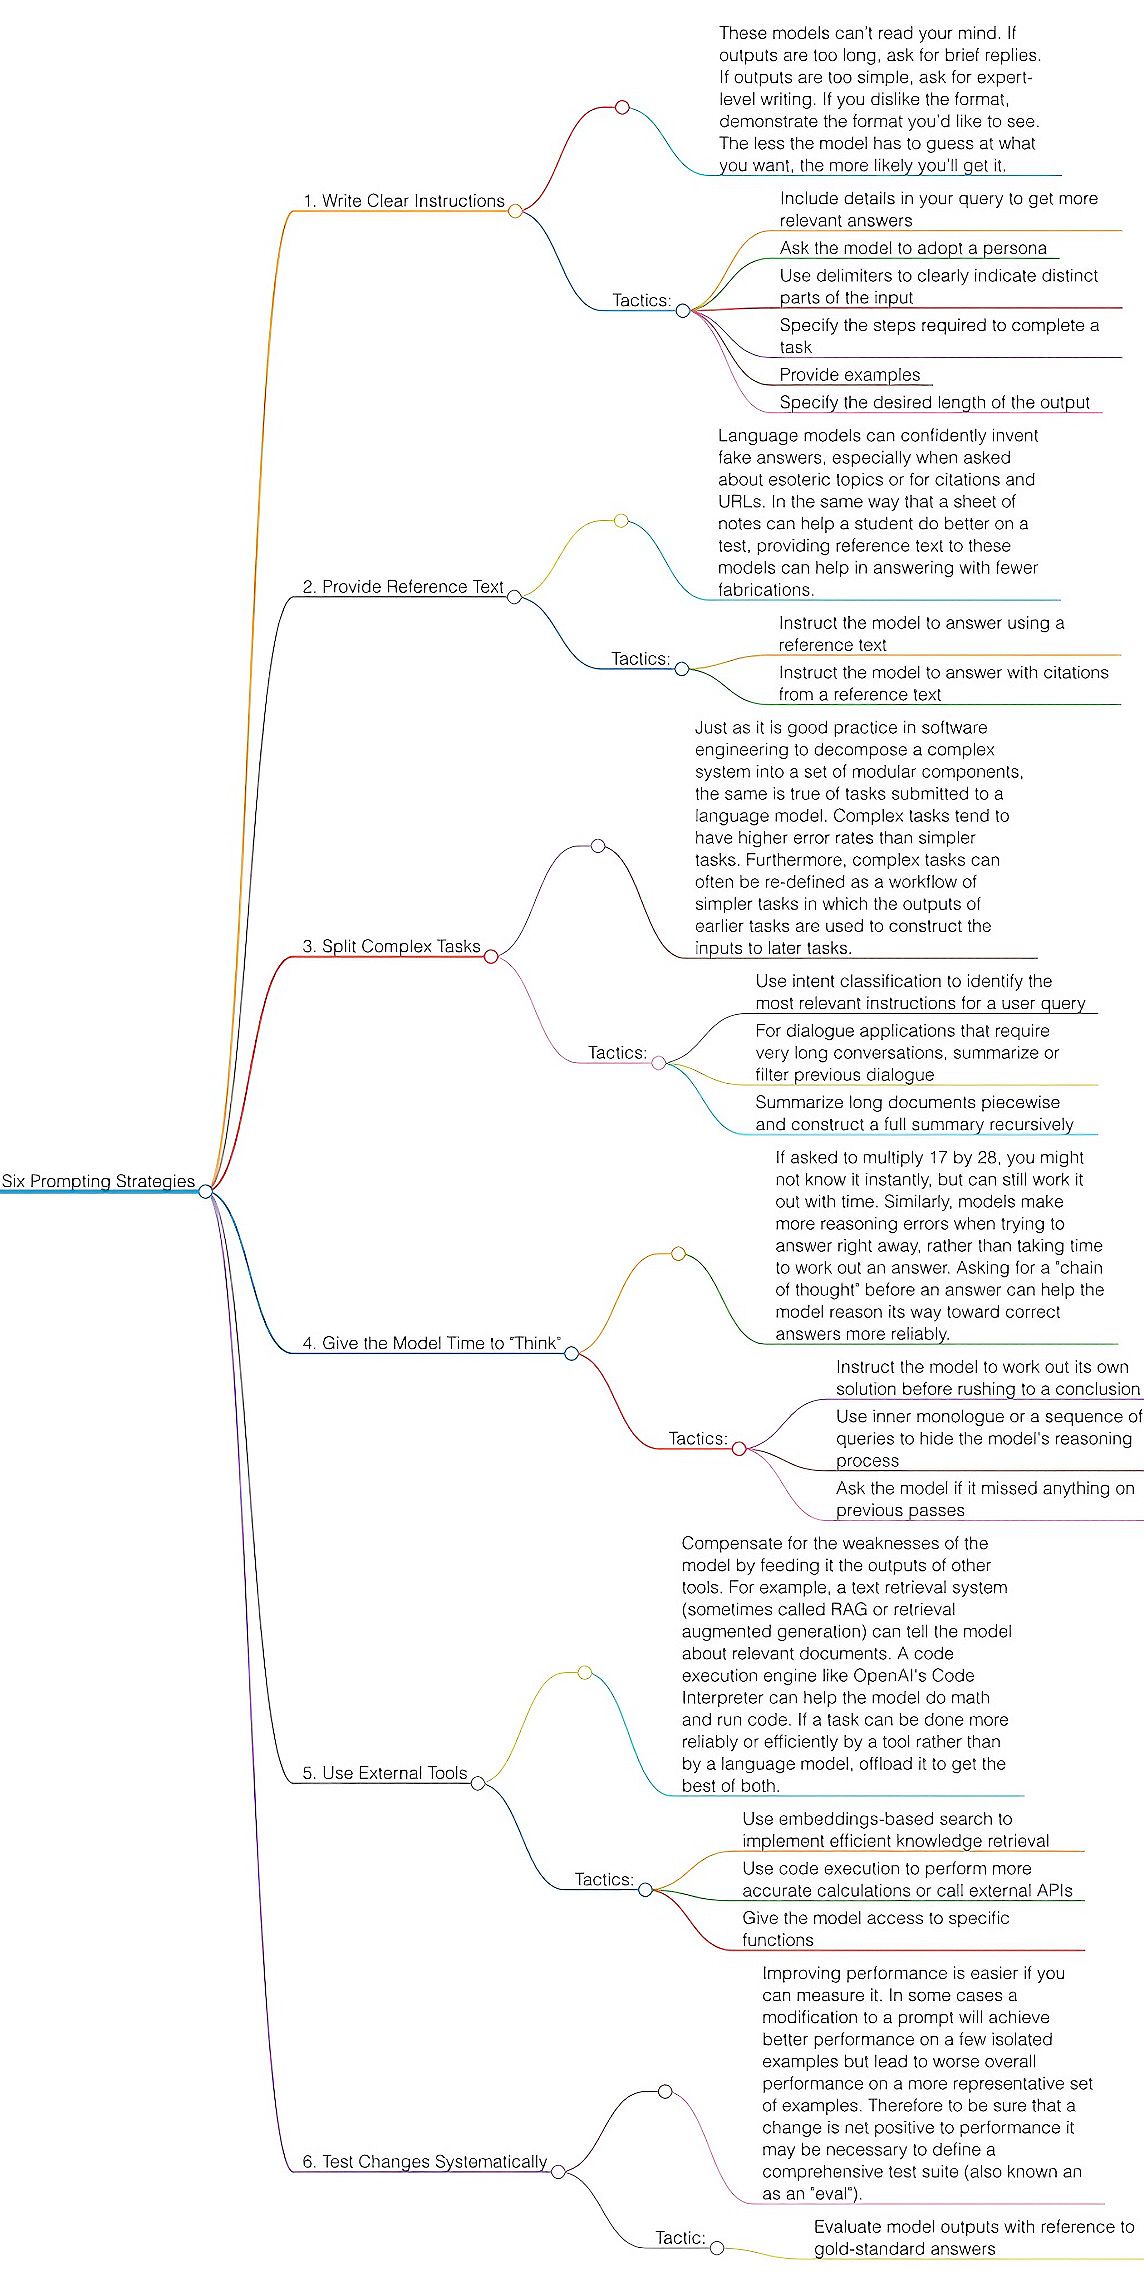 These models can't read your mind. If
outputs are too long, ask for brief replies.
If outputs are too simple, ask for expert-
level writing. If you dislike the format,
demonstrate the format you'd like to see.
The less the model has to guess at what
you want, the more likely you'll get it.
1. Write Clear Instructions
Include details in your query to get more
relevant answers
Ask the model to adopt a persona
Use delimiters to clearly indicate distinct
parts of the input
Tactics:
Specify the steps required to complete a
task
Provide examples
Specify the desired length of the output
Language models can confidently invent
fake answers, especially when asked
about esoteric topics or for citations and
URLs. In the same way that a sheet of
notes can help a student do better on a
test, providing reference text to these
models can help in answering with fewer
fabrications.
2. Provide Reference Text
Instruct the model to answer using a
reference text
Tactics:
Instruct the model to answer with citations
from a reference text
Just as it is good practice in software
engineering to decompose a complex
system into a set of modular components,
the same is true of tasks submitted to a
language model. Complex tasks tend to
have higher error rates than simpler
tasks. Furthermore, complex tasks can
often be re-defined as a workflow of
simpler tasks in which the outputs of
earlier tasks are used to construct the
inputs to later tasks.
3. Split Complex Tasks
Use intent classification to identify the
most relevant instructions for a user query
Tactics:
For dialogue applications that require
very long conversations, summarize or
filter previous dialogue
Summarize long documents piecewise
and construct a full summary recursively
Six Prompting Strategies
If asked to multiply 17 by 28, you might
not know it instantly, but can still work it
out with time. Similarly, models make
more reasoning errors when trying to
answer right away, rather than taking time
to work out an answer. Asking for a "chain
of thought" before an answer can help the
model reason its way toward correct
answers more reliably.
4. Give the Model Time to "Think"
Instruct the model to work out its own
solution before rushing to a conclusion
Tactics:
Use inner monologue or a sequence of
queries to hide the model's reasoning
process
Ask the model if it missed anything on
previous passes
Compensate for the weaknesses of the
model by feeding it the outputs of other
tools. For example, a text retrieval system
(sometimes called RAG or retrieval
augmented generation) can tell the model
about relevant documents. A code
execution engine like OpenAI's Code
Interpreter can help the model do math
and run code. If a task can be done more
reliably or efficiently by a tool rather than
by a language model, offload it to get the
best of both.
5. Use External Tools
Use embeddings-based search to
implement efficient knowledge retrieval
Tactics:
Use code execution to perform more
accurate calculations or call external APIs
Give the model access to specific
functions
Improving performance is easier if you
can measure it. In some cases a
modification to a prompt will achieve
better performance on a few isolated
examples but lead to worse overall
performance on a more representative set
of examples. Therefore to be sure that a
change is net positive to performance it
may be necessary to define a
comprehensive test suite (also known an
as an "eval").
6. Test Changes Systematically
Tactic:
Evaluate model outputs with reference to
gold-standard answers